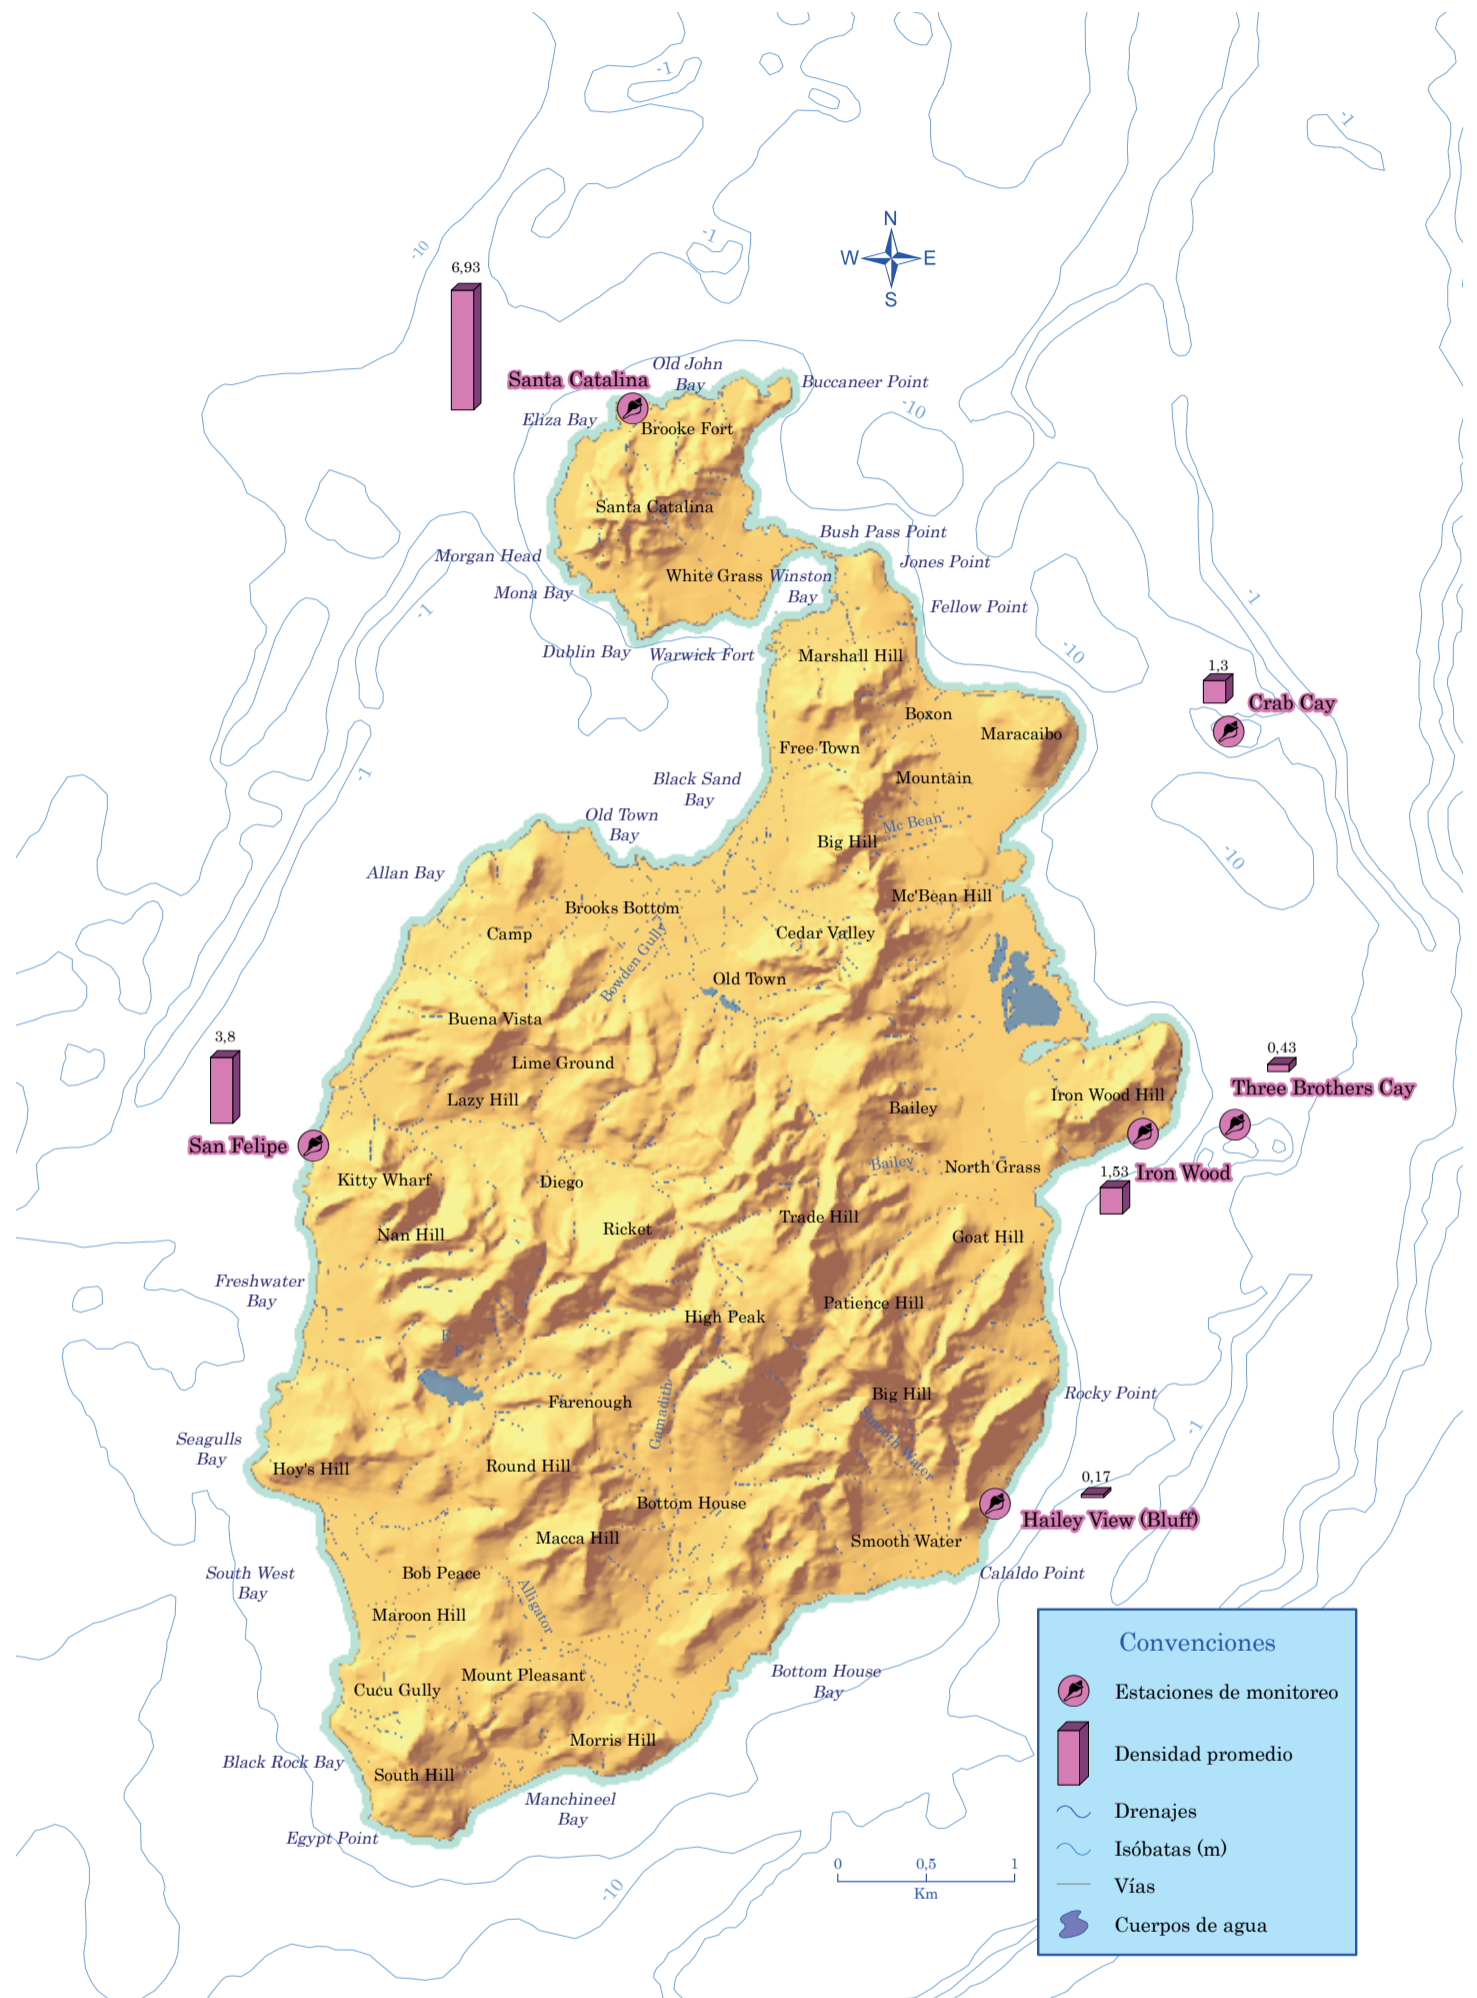 -1
-1
-1
N
W E
S
-10
6,93
Old John
Bay
Santa Catalina
Buccaneer Point
-10
Eliza Bay
Brooke Fort
Santa Catalina
Bush Pass Point
Morgan Head
Jones Point
White Grass
Winston
Bay
Mona Bay
-1
-1
Fellow Point
Dublin Bay
Warwick Fort
Marshall Hill
-10
1,3
Crab Cay
Boxon
Maracaibo
Free Town
-1
Black Sand
Bay
Mountain
Old Town
Bay
Mc Bean
Big Hill
-10
Allan Bay
Mc'Bean Hill
Brooks Bottom
Camp
Cedar Valley
Bowden Gully
Old Town
Buena Vista
3,8
0,43
Lime Ground
Three Brothers Cay
Iron Wood Hill
Lazy Hill
Bailey
San Felipe
Bailey
North Grass
1,53
Iron Wood
Kitty Wharf
Diego
Trade Hill
Ricket
Nan Hill
Goat Hill
Freshwater
Bay
Patience Hill
High Peak
E
F
Big Hill
Rocky Point
Farenough
Gamadith
Smooth Water
-1
Seagulls
Bay
Hoy's Hill
Round Hill
0,17
Bottom House
Hailey View (Bluff)
Macca Hill
Smooth Water
South West
Bay
Bob Peace
Calaldo Point
Alligator
Maroon Hill
Convenciones
Mount Pleasant
Bottom House
Bay
Cucu Gully
Estaciones de monitoreo
Morris Hill
Densidad promedio
Black Rock Bay
South Hill
Manchineel
Bay
Drenajes
Egypt Point
Isóbatas (m)
0 0,5 1
Km
Vías
-10
Cuerpos de agua